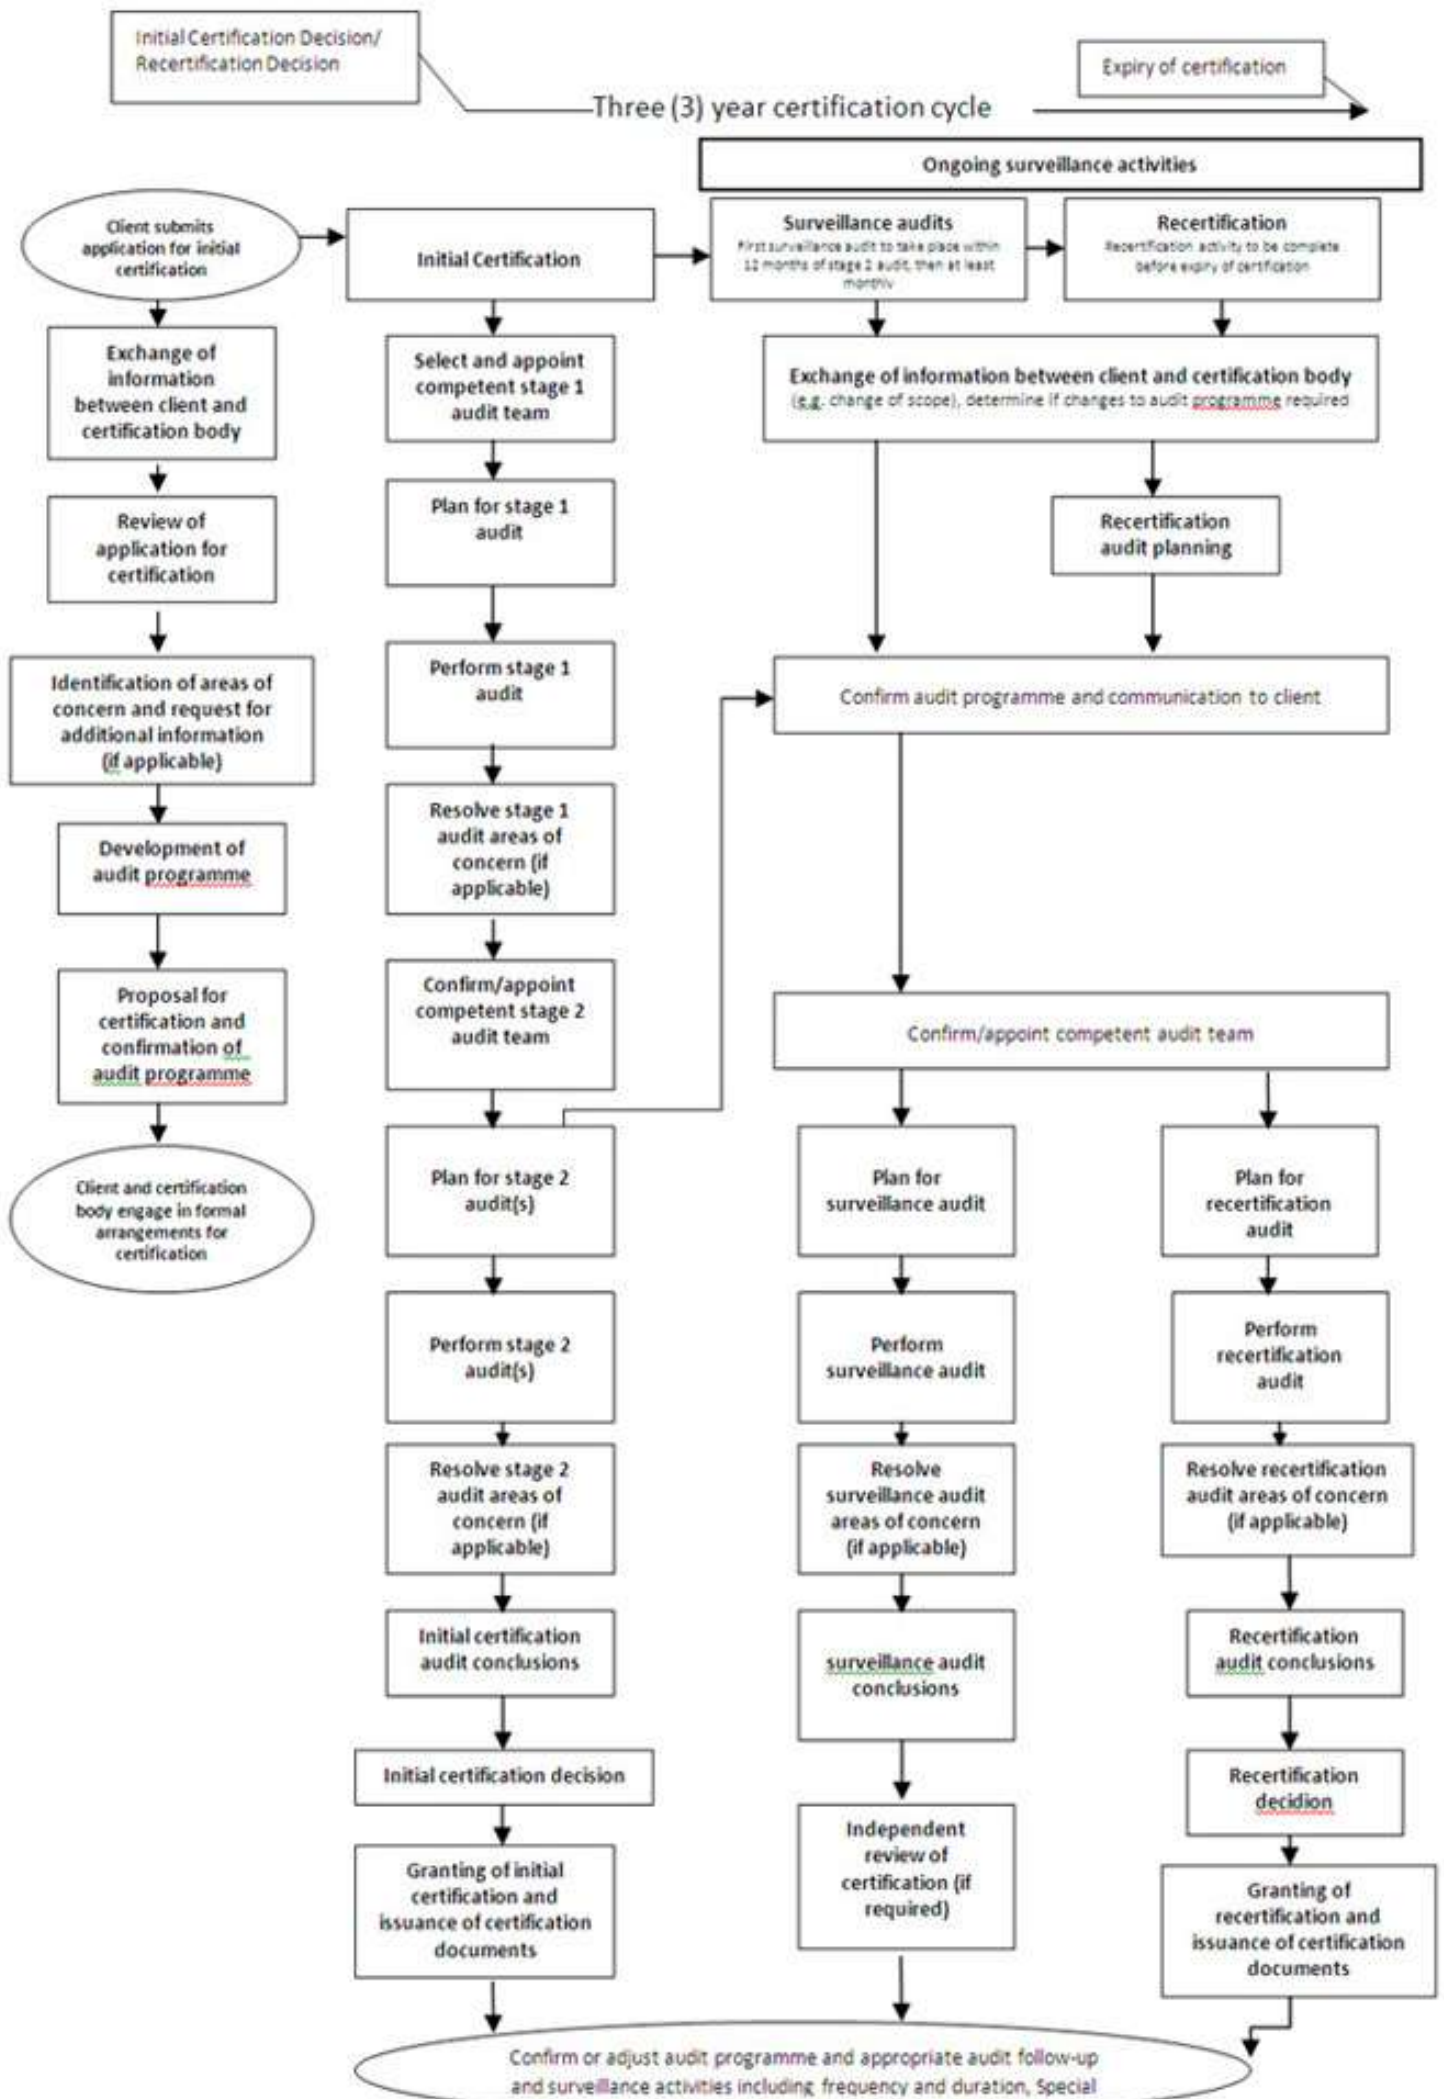 Initial Certification Decision/
Recertification Decision
Expiry of certification
Three (3) year certification cycle
Ongoing surveillance activities
Client submits
application for initial
certification
Exchange of
information
between client and
certification body
Review of
application for
certification
Identification of areas of
concern and request for
additional information
(if applicable)
Development of
audit programme
Proposal for
certification and
confirmation of
audit programme
Client and certification
body engage in formal
arrangements for
certification
Initial Certification
Select and appoint
competent stage 1
audit team
Plan for stage 1
audit
Perform stage 1
audit
Resolve stage 1
audit areas of
concern (if
applicable)
Confirm/appoint
competent stage 2
audit team
Plan for stage 2
audit(s)
Perform stage 2
audit(s)
Resolve stage 2
audit areas of
concern (if
applicable)
Initial certification
audit conclusions
Initial certification decision
Granting of initial
certification and
issuance of certification
documents
Surveillance audits
First surveillance audit to take place within
12 months of stage 2 audit, then at least
monthly
Recertification
Recertification activity to be complete
before expiry of certification
Exchange of information between client and certification body
(e.g. change of scope), determine if changes to audit programme required
Recertification
audit planning
Confirm audit programme and communication to client
Confirm/appoint competent audit team
Plan for
surveillance audit
Perform
surveillance audit
Resolve
surveillance audit
areas of concern
(if applicable)
surveillance audit
conclusions
Independent
review of
certification (if
required)
Plan for
recertification
audit
Perform
recertification
audit
Resolve recertification
audit areas of concern
(if applicable)
Recertification
audit conclusions
Recertification
decidion
Granting of
recertification and
issuance of certification
documents
Confirm or adjust audit programme and appropriate audit follow-up
and surveillance activities including frequency and duration, Special